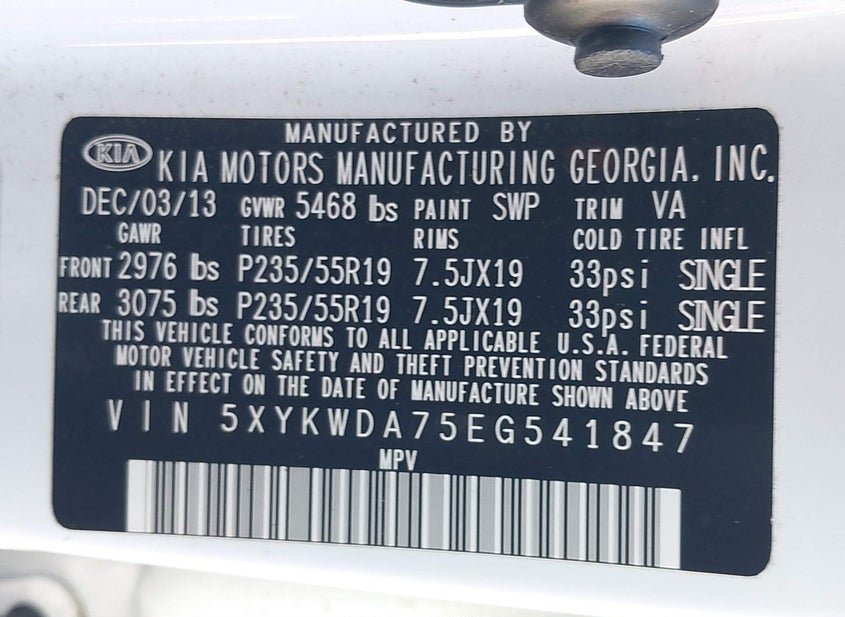 MANUFACTURED BY
KIA KIA MOTORS MANUFACTURING GEORGIA, INC.
DEC/03/13 GVWR 5468 lbs PAINT SWP TRIM VA
GAWR TIRES RIMS COLD TIRE INFL
FRONT 2976 lbs P235/55R19 7.5JX19 33psi SINGLE
REAR 3075 lbs P235/55R19 7.5JX19 33psi SINGLE
THIS VEHICLE CONFORMS TO ALL APPLICABLE U.S.A. FEDERAL
MOTOR VEHICLE SAFETY AND THEFT PREVENTION STANDARDS
IN EFFECT ON THE DATE OF MANUFACTURE SHOWN ABOVE
VIN 5XYKWDA75EG541847
MPV